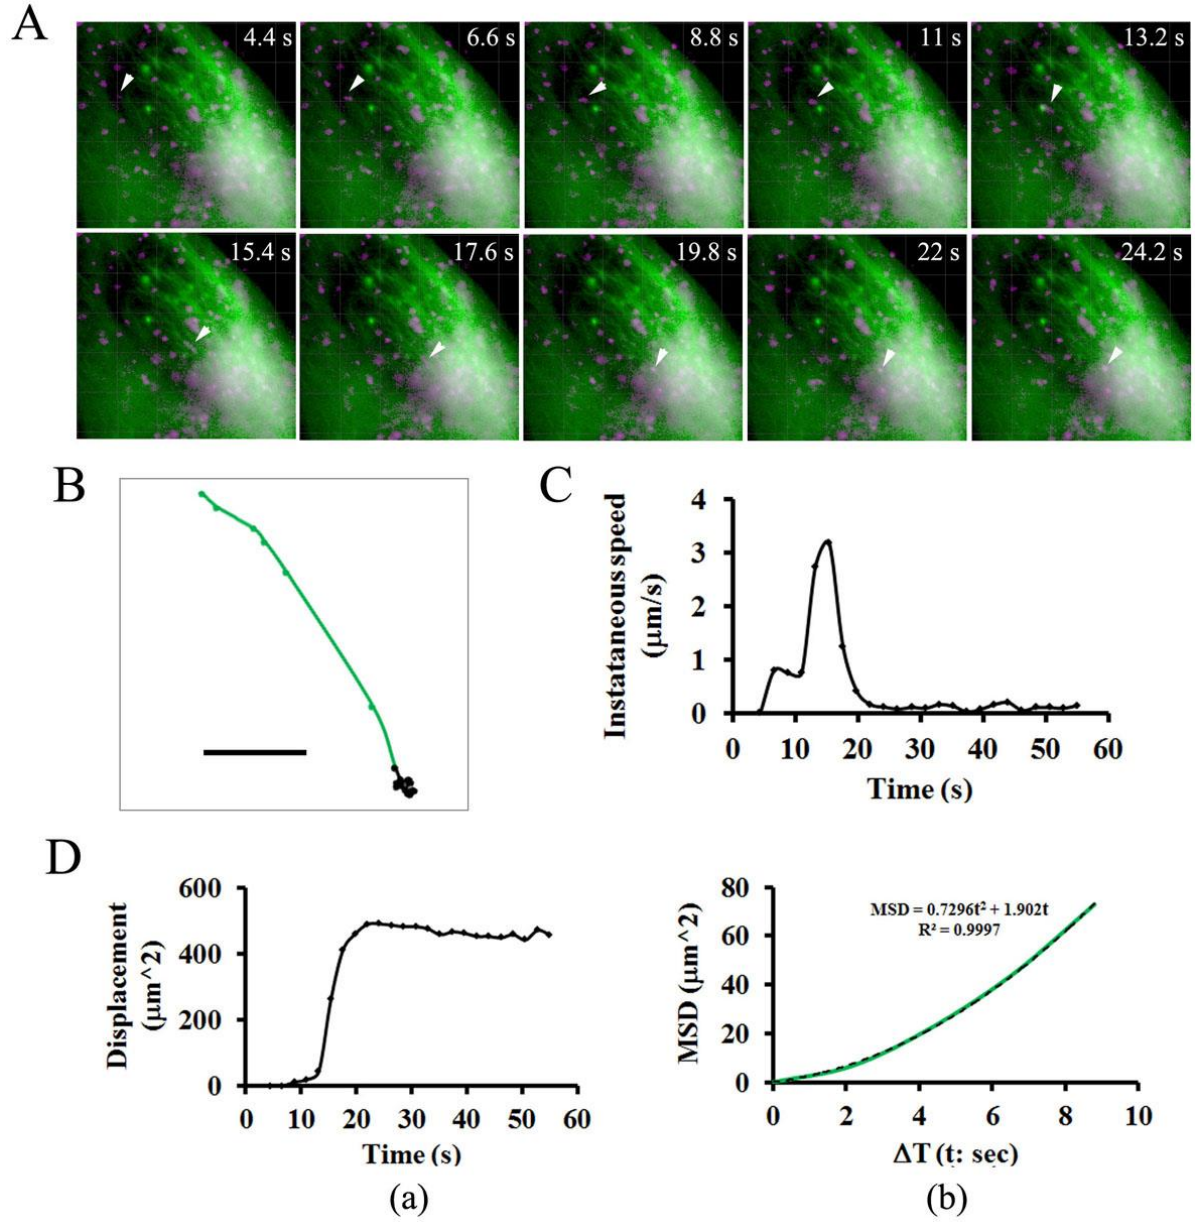 A
4.4 s
6.6 s
8.8 s
11 s
13.2 s
15.4 s
17.6 s
19.8 s
22 s
24.2 s
B
C
Instataneous speed
(μm/s)
4
3
2
1
0
0 10 20 30 40 50 60
Time (s)
D
Displacement
(μm^2)
600
400
200
0
0 10 20 30 40 50 60
Time (s)
(a)
MSD (μm^2)
80
60
40
20
0
MSD = 0.7296t² + 1.902t
R² = 0.9997
0 2 4 6 8 10
ΔT (t: sec)
(b)